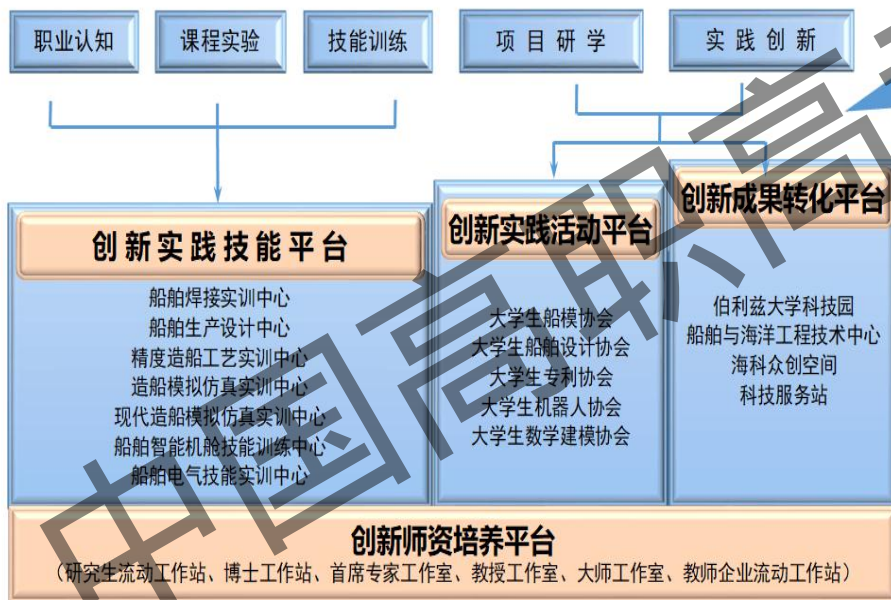 职业认知
课程实验
技能训练
项目研学
实践创新
创新实践技能平台
船舶焊接实训中心
船舶生产设计中心
精度造船工艺实训中心
造船模拟仿真实训中心
现代造船模拟仿真实训中心
船舶智能机舱技能训练中心
船舶电气技能实训中心
创新实践活动平台
大学生船模协会
大学生船舶设计协会
大学生专利协会
大学生机器人协会
大学生数学建模协会
创新成果转化平台
伯利兹大学科技园
船舶与海洋工程技术中心
海科众创空间
科技服务站
创新师资培养平台
（研究生流动工作站、博士工作站、首席专家工作室、教授工作室、大师工作室、教师企业流动工作站）
中国高职高